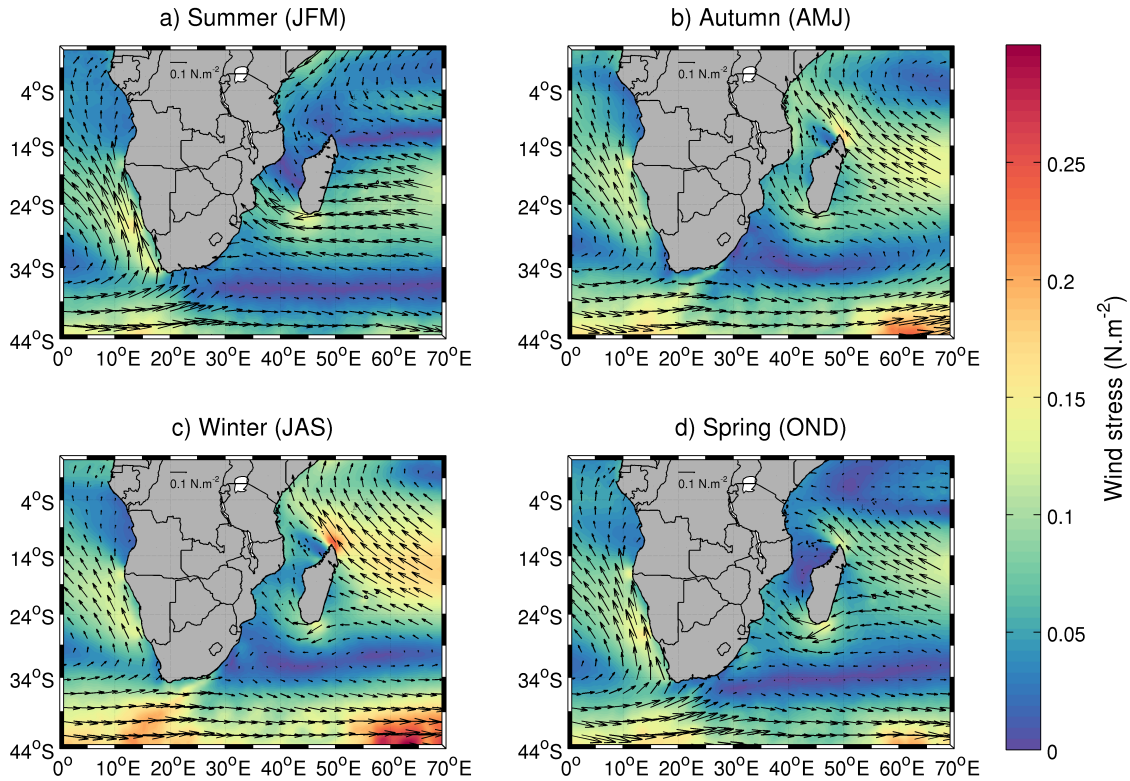 a) Summer (JFM)
b) Autumn (AMJ)
0.1 N.m⁻²
0.1 N.m⁻²
4°S
14°S
24°S
34°S
44°S
0° 10°E 20°E 30°E 40°E 50°E 60°E 70°E
4°S
14°S
24°S
34°S
44°S
0° 10°E 20°E 30°E 40°E 50°E 60°E 70°E
c) Winter (JAS)
d) Spring (OND)
0.1 N.m⁻²
0.1 N.m⁻²
4°S
14°S
24°S
34°S
44°S
0° 10°E 20°E 30°E 40°E 50°E 60°E 70°E
4°S
14°S
24°S
34°S
44°S
0° 10°E 20°E 30°E 40°E 50°E 60°E 70°E
0.25
0.2
0.15
0.1
0.05
0
Wind stress (N.m⁻²)